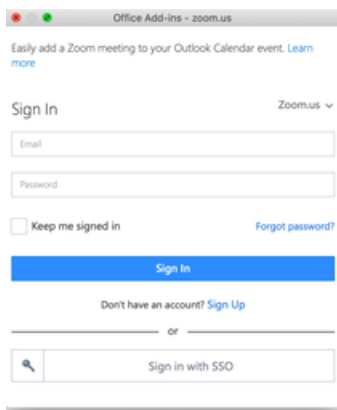 Office Add-ins - zoom.us
Easily add a Zoom meeting to your Outlook Calendar event. Learn
more
Sign In
Zoom.us
Email
Password
Keep me signed in
Forgot password?
Sign In
Don't have an account? Sign Up
or
Sign in with SSO